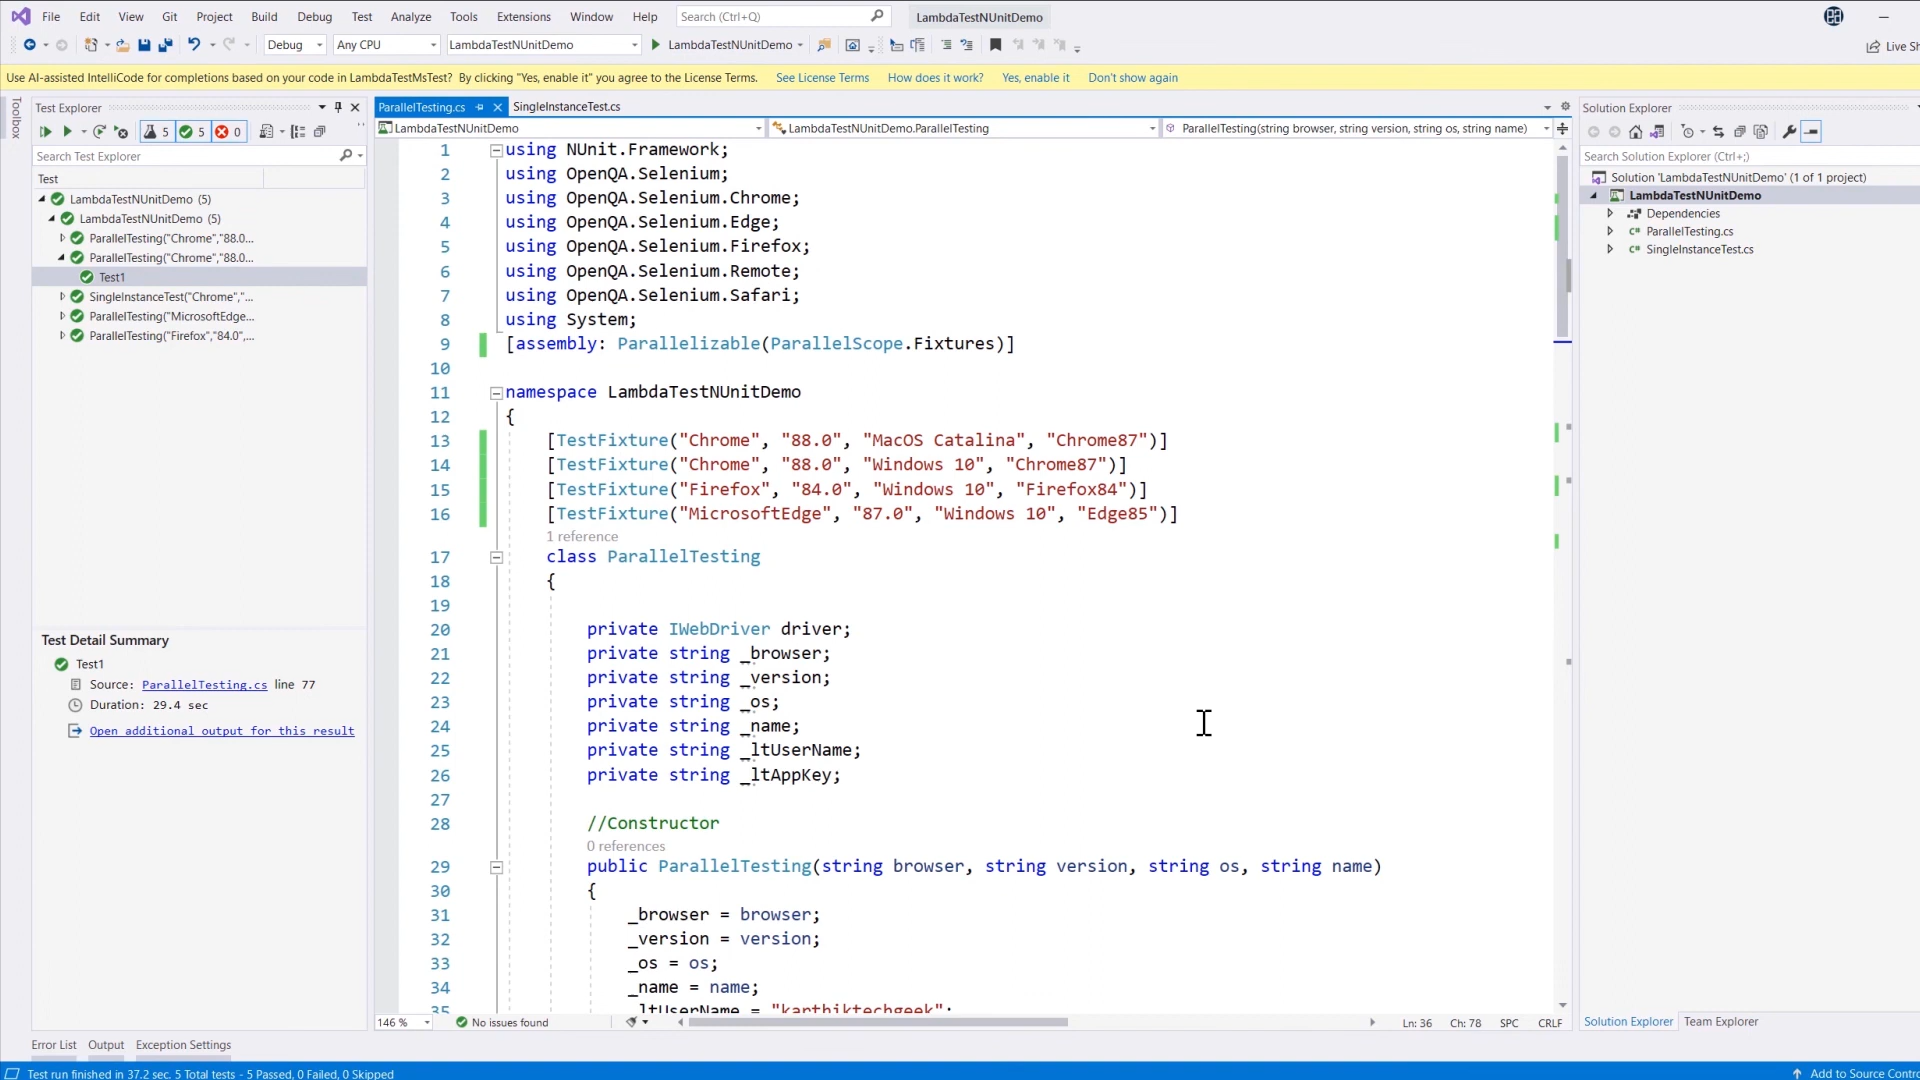 File Edit View Git Project Build Debug Test Analyze Tools Extensions Window Help Search (Ctrl+Q) LambdaTestNUnitDemo
Debug Any CPU LambdaTestNUnitDemo LambdaTestNUnitDemo Live Sh
Use AI-assisted IntelliCode for completions based on your code in LambdaTestMsTest? By clicking "Yes, enable it" you agree to the License Terms. See License Terms How does it work? Yes, enable it Don't show again
Toolbox
Test Explorer
5 5 0
Search Test Explorer
Test
LambdaTestNUnitDemo (5)
LambdaTestNUnitDemo (5)
ParallelTesting("Chrome","88.0...
ParallelTesting("Chrome","88.0...
Test1
SingleInstanceTest("Chrome","...
ParallelTesting("MicrosoftEdge...
ParallelTesting("Firefox","84.0",...
Test Detail Summary
Test1
Source: ParallelTesting.cs line 77
Duration: 29.4 sec
Open additional output for this result
ParallelTesting.cs SingleInstanceTest.cs
LambdaTestNUnitDemo LambdaTestNUnitDemo.ParallelTesting ParallelTesting(string browser, string version, string os, string name)
1 using NUnit.Framework;
2 using OpenQA.Selenium;
3 using OpenQA.Selenium.Chrome;
4 using OpenQA.Selenium.Edge;
5 using OpenQA.Selenium.Firefox;
6 using OpenQA.Selenium.Remote;
7 using OpenQA.Selenium.Safari;
8 using System;
9 [assembly: Parallelizable(ParallelScope.Fixtures)]
10
11 namespace LambdaTestNUnitDemo
12 {
13 [TestFixture("Chrome", "88.0", "MacOS Catalina", "Chrome87")]
14 [TestFixture("Chrome", "88.0", "Windows 10", "Chrome87")]
15 [TestFixture("Firefox", "84.0", "Windows 10", "Firefox84")]
16 [TestFixture("MicrosoftEdge", "87.0", "Windows 10", "Edge85")]
1 reference
17 class ParallelTesting
18 {
19
20 private IWebDriver driver;
21 private string _browser;
22 private string _version;
23 private string _os;
24 private string _name;
25 private string _ltUserName;
26 private string _ltAppKey;
27
28 //Constructor
0 references
29 public ParallelTesting(string browser, string version, string os, string name)
30 {
31 _browser = browser;
32 _version = version;
33 _os = os;
34 _name = name;
35 _ltUserName = "karthiktechgeek";
146 % No issues found Ln: 36 Ch: 78 SPC CRLF
Solution Explorer
Search Solution Explorer (Ctrl+;)
Solution 'LambdaTestNUnitDemo' (1 of 1 project)
LambdaTestNUnitDemo
Dependencies
ParallelTesting.cs
SingleInstanceTest.cs
Solution Explorer Team Explorer
Error List Output Exception Settings
Test run finished in 37.2 sec. 5 Total tests - 5 Passed, 0 Failed, 0 Skipped Add to Source Contro